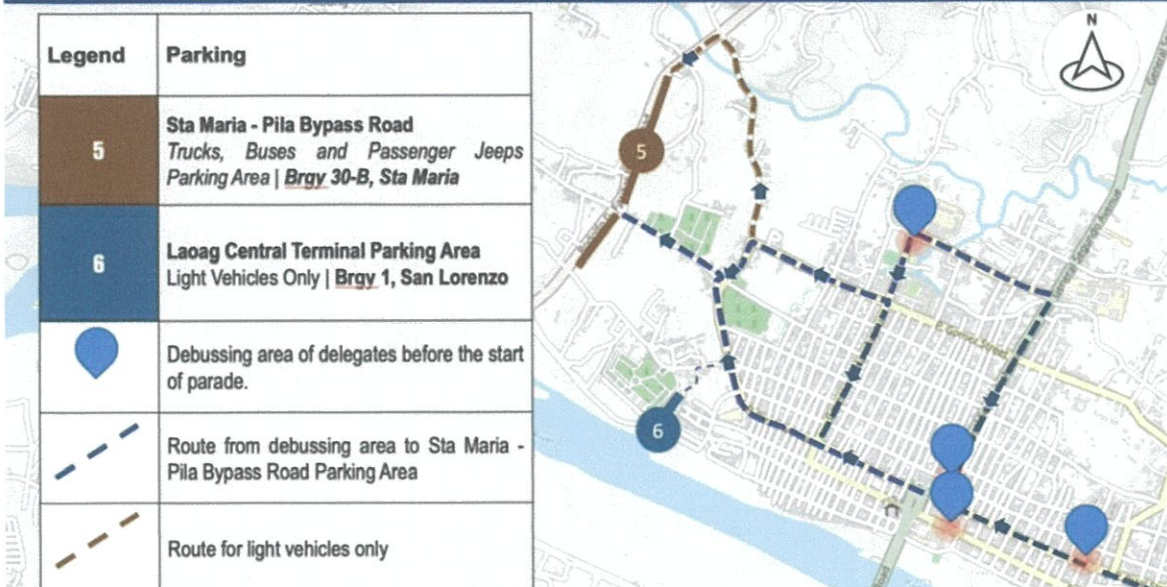 Legend Parking
5
Sta Maria - Pila Bypass Road
Trucks, Buses and Passenger Jeeps
Parking Area | Brgy 30-B, Sta Maria
6
Laoag Central Terminal Parking Area
Light Vehicles Only | Brgy 1, San Lorenzo
Debussing area of delegates before the start
of parade.
Route from debussing area to Sta Maria -
Pila Bypass Road Parking Area
Route for light vehicles only
N
5
6